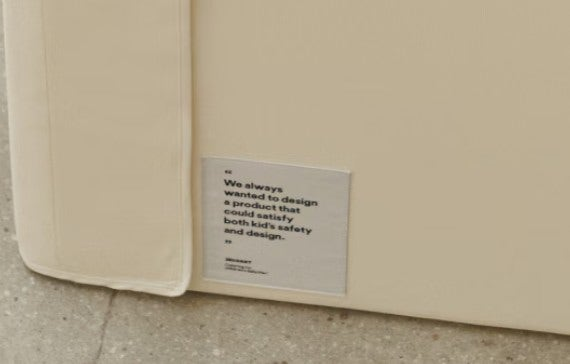 “
We always
wanted to design
a product that
could satisfy
both kid's safety
and design.
”